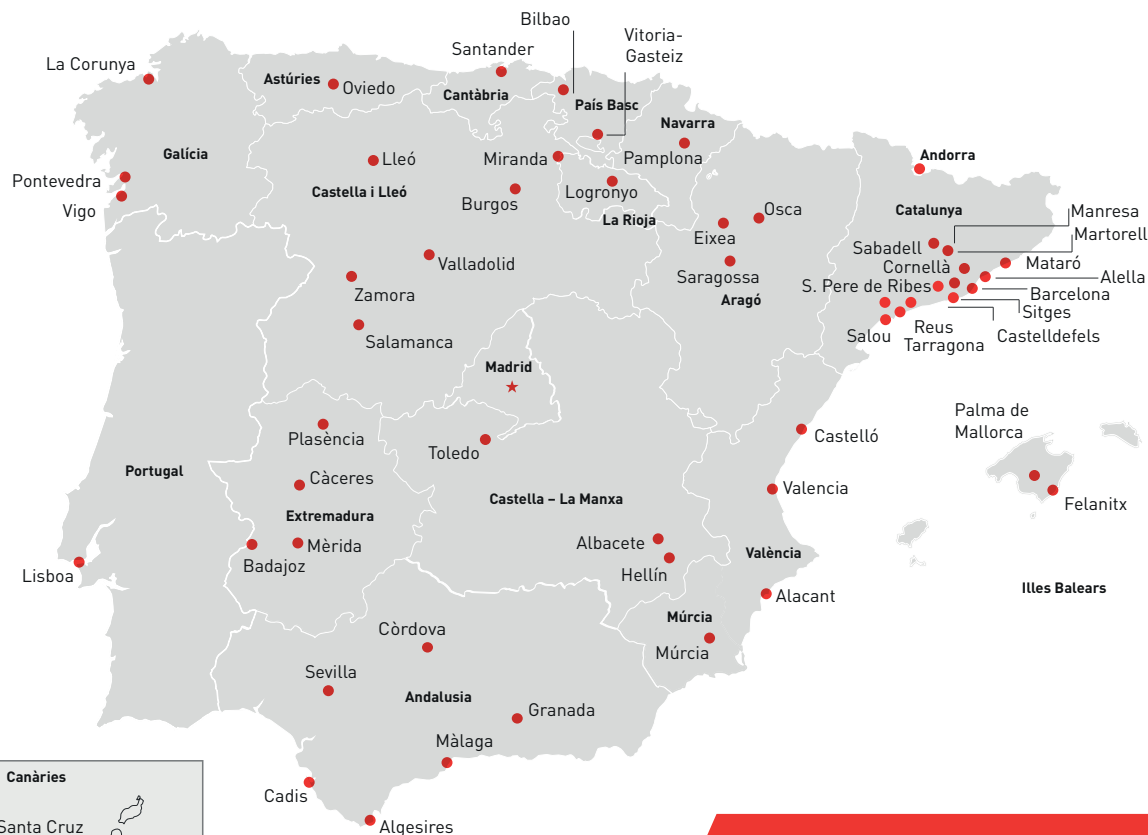 Bilbao
Vitoria-
Gasteiz
Santander
La Corunya
Astúries
Oviedo
Cantàbria
País Basc
Navarra
Galícia
Lleó
Miranda
Pamplona
Andorra
Pontevedra
Castella i Lleó
Logronyo
Vigo
Burgos
La Rioja
Osca
Catalunya
Manresa
Eixea
Martorell
Sabadell
Valladolid
Saragossa
Cornellà
Mataró
Zamora
Aragó
S. Pere de Ribes
Alella
Barcelona
Sitges
Salamanca
Salou
Reus
Tarragona
Castelldefels
Madrid
Palma de
Mallorca
Plasència
Toledo
Castelló
Portugal
Càceres
Castella – La Manxa
Valencia
Felanitx
Extremadura
Mèrida
Albacete
València
Badajoz
Lisboa
Hellín
Illes Balears
Alacant
Múrcia
Còrdova
Múrcia
Sevilla
Andalusia
Granada
Màlaga
Canàries
Cadis
Santa Cruz
Algesires